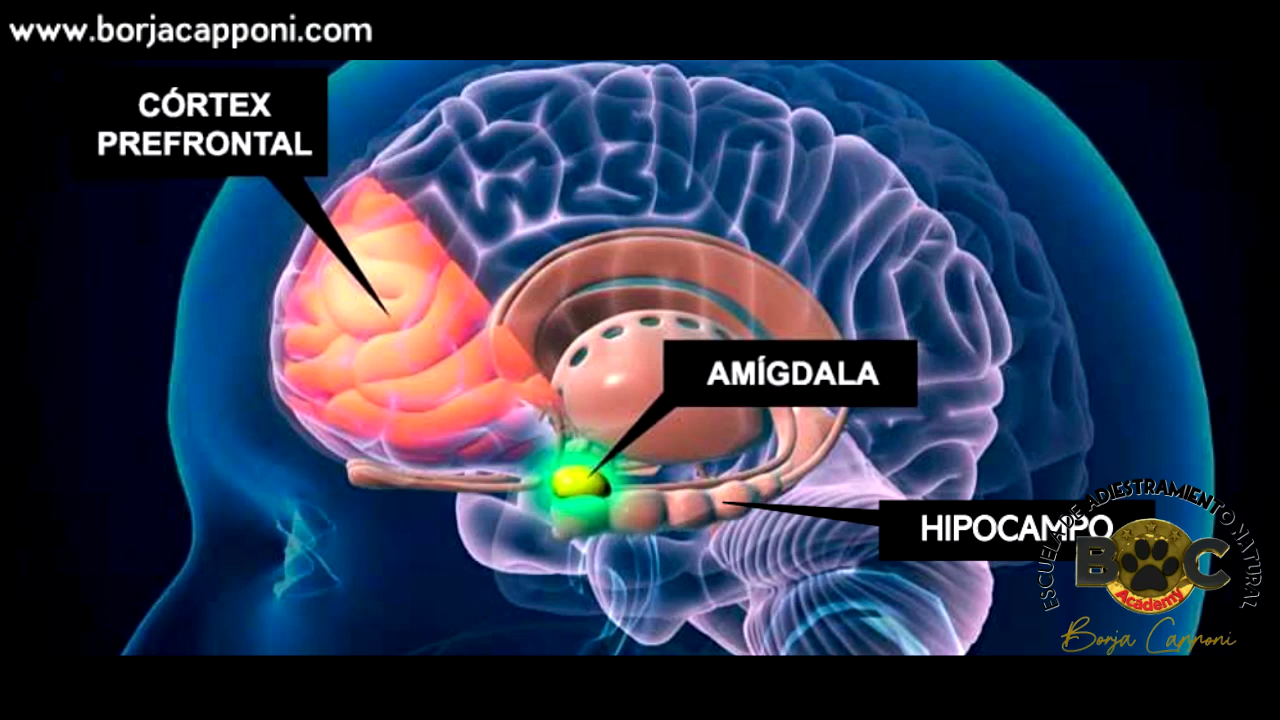 www.borjacapponi.com
CÓRTEX
PREFRONTAL
AMÍGDALA
HIPOCAMPO
ESCUELA DE ADIESTRAMIENTO NATURAL
BC
Academy
Borja Capponi